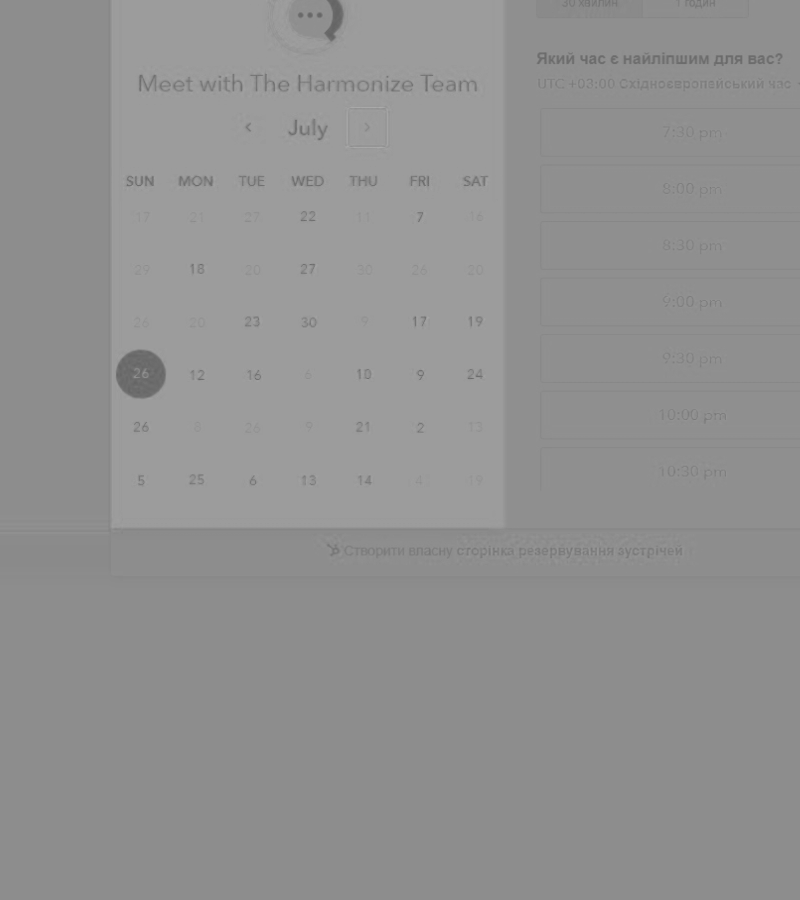 30 хвилин 1 годин
Який час є найліпшим для вас?
Meet with The Harmonize Team
UTC +03:00 Східноєвропейський час
July
7:30 pm
SUN MON TUE WED THU FRI SAT
8:00 pm
17 21 27 22 11 7 16
8:30 pm
29 18 20 27 30 26 20
9:00 pm
26 20 23 30 9 17 19
9:30 pm
26 12 16 6 10 9 24
10:00 pm
26 8 26 9 21 2 13
10:30 pm
5 25 6 13 14 4 19
Створити власну сторінка резервування зустрічей